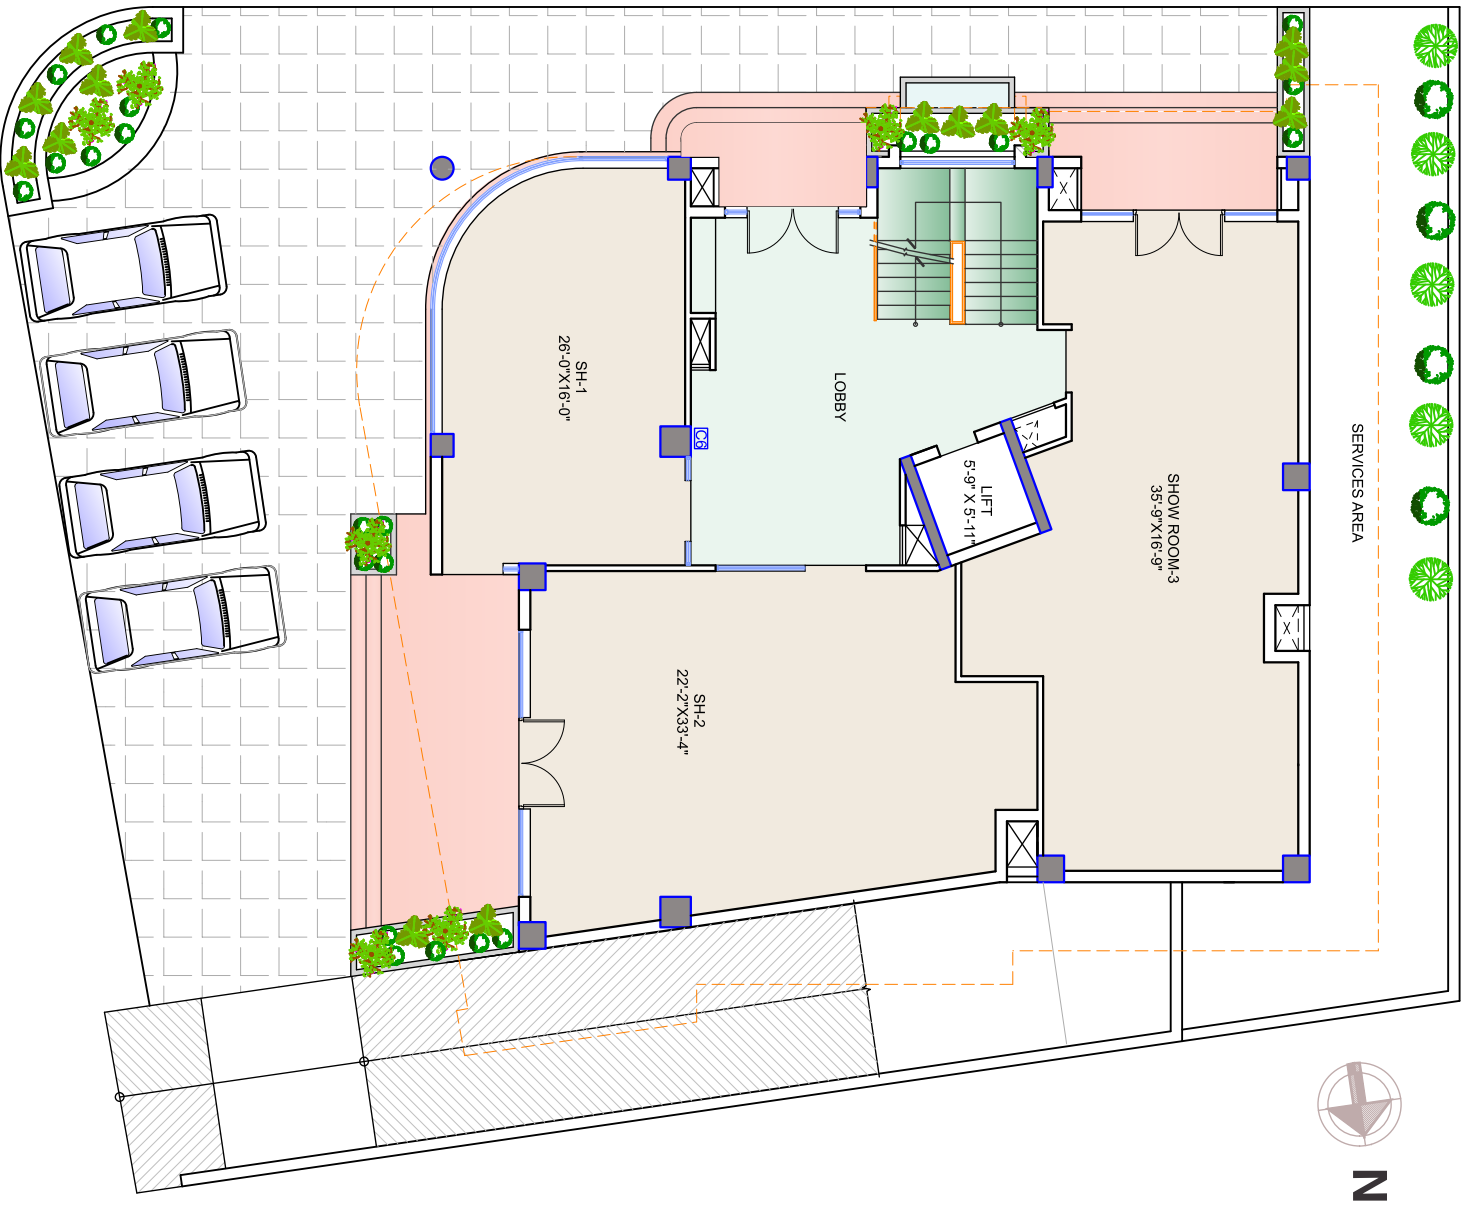 SH-1
26'-0"X16'-0"
LOBBY
C6
LIFT
5'-9" X 5'-11"
SHOW ROOM-3
35'-9"X16'-9"
SERVICES AREA
SH-2
22'-2"X33'-4"
N